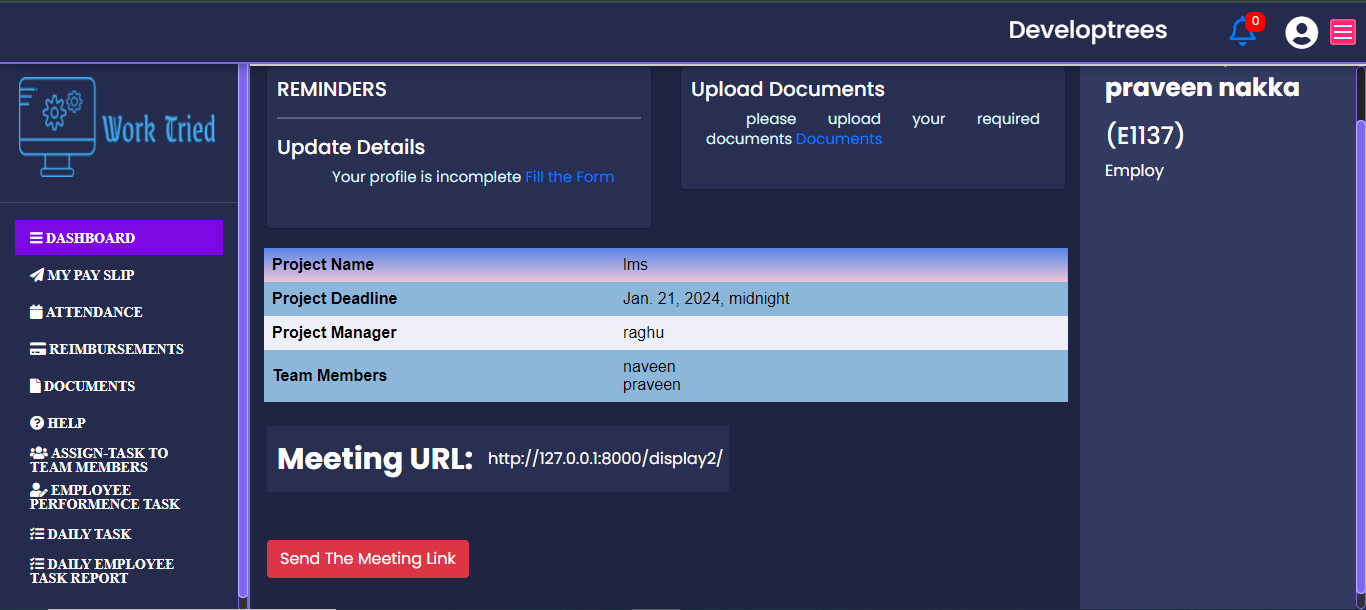 Developtrees
0
Work Tried
DASHBOARD
MY PAY SLIP
ATTENDANCE
REIMBURSEMENTS
DOCUMENTS
HELP
ASSIGN-TASK TO
TEAM MEMBERS
EMPLOYEE
PERFORMENCE TASK
DAILY TASK
DAILY EMPLOYEE
TASK REPORT
REMINDERS
Update Details
Your profile is incomplete Fill the Form
Upload Documents
please upload your required
documents Documents
Project Name lms
Project Deadline Jan. 21, 2024, midnight
Project Manager raghu
Team Members naveen
praveen
Meeting URL: http://127.0.0.1:8000/display2/
Send The Meeting Link
praveen nakka
(E1137)
Employ